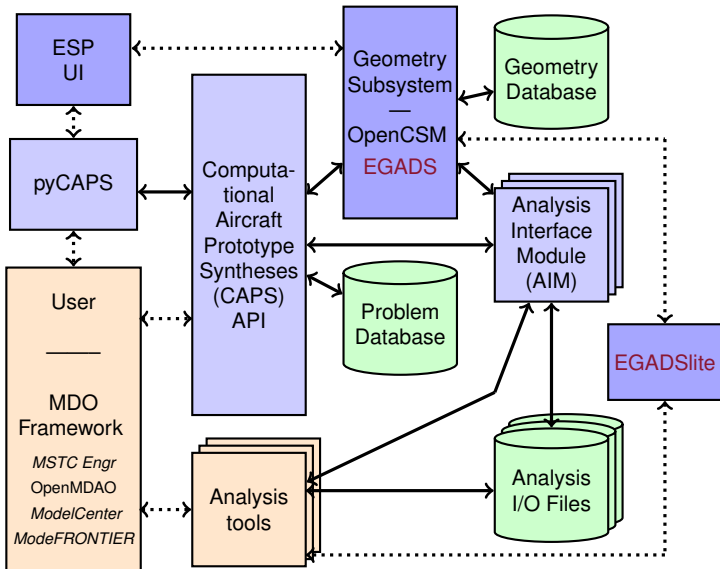 ESP
UI
Geometry
Subsystem
—
OpenCSM
EGADS
Geometry
Database
pyCAPS
Computa-
tional
Aircraft
Prototype
Syntheses
(CAPS)
API
Analysis
Interface
Module
(AIM)
Problem
Database
User
MDO
Framework
MSTC Engr
OpenMDAO
ModelCenter
ModeFRONTIER
EGADSlite
Analysis
tools
Analysis
I/O Files